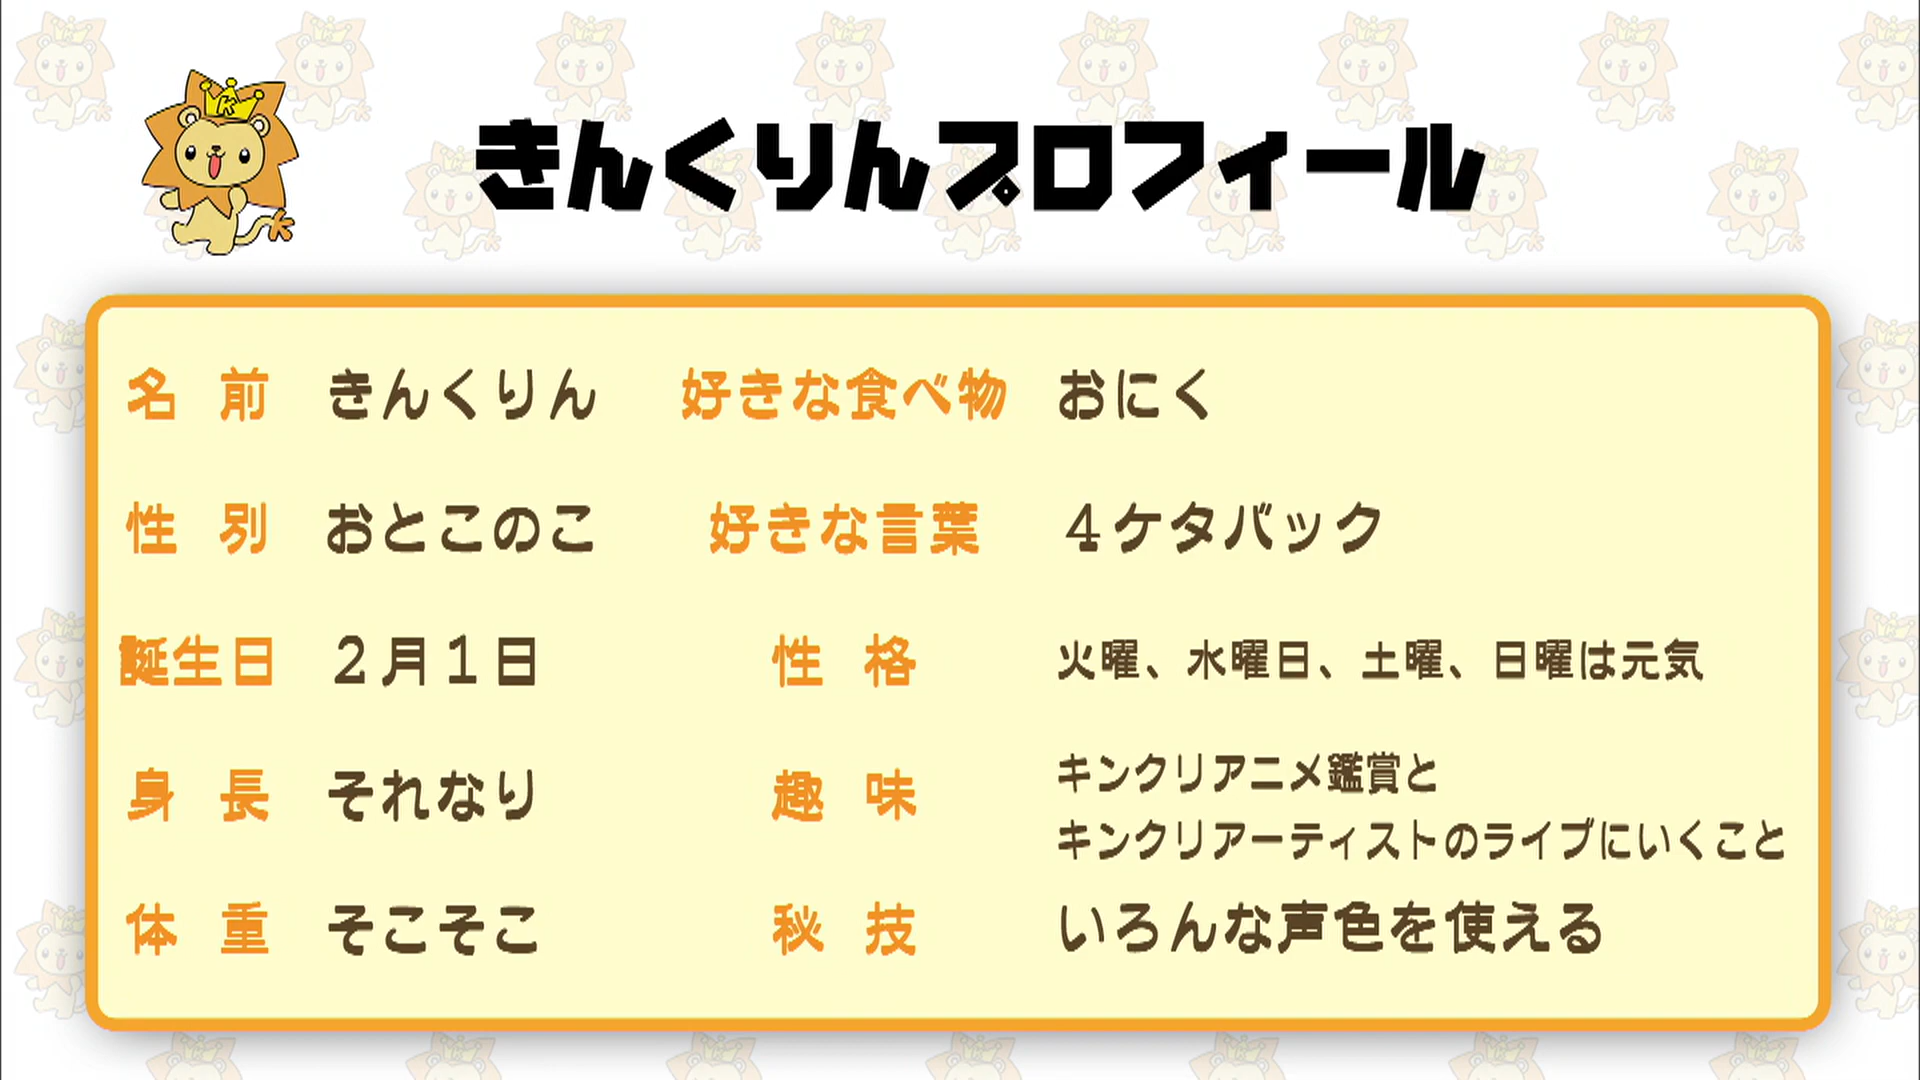 きんくりんプロフィール
名前 きんくりん 好きな食べ物 おにく
性別 おとこのこ 好きな言葉 4ケタバック
誕生日 2月1日 性格 火曜、水曜日、土曜、日曜は元気
身長 それなり 趣味 キンクリアニメ鑑賞と
キンクリアーティストのライブにいくこと
体重 そこそこ 秘技 いろんな声色を使える